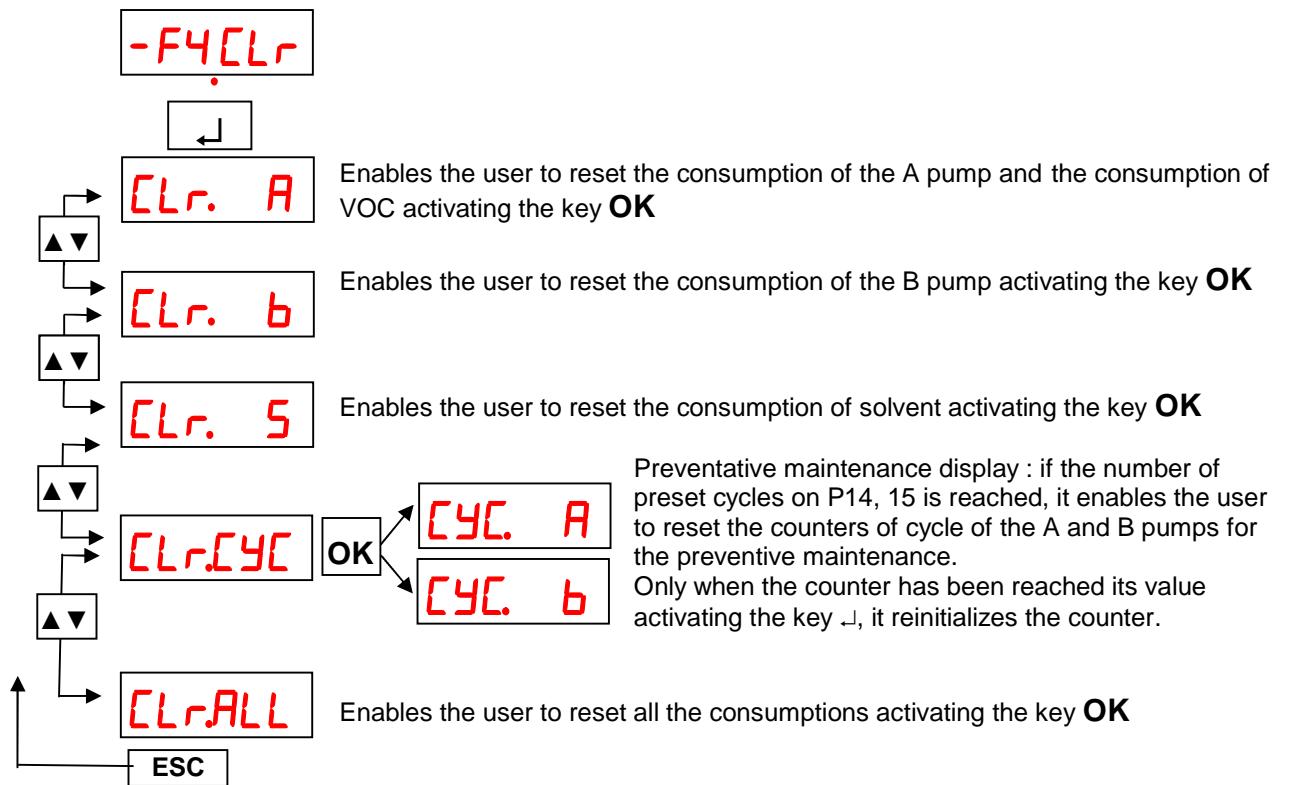 -F4CLr
↵
CLr. A
Enables the user to reset the consumption of the A pump and the consumption of
VOC activating the key OK
▲▼
CLr. b
Enables the user to reset the consumption of the B pump activating the key OK
▲▼
CLr. S
Enables the user to reset the consumption of solvent activating the key OK
▲▼
CLr.CYC
OK
CYC. A
CYC. b
Preventative maintenance display : if the number of
preset cycles on P14, 15 is reached, it enables the user
to reset the counters of cycle of the A and B pumps for
the preventive maintenance.
Only when the counter has been reached its value
activating the key ↵, it reinitializes the counter.
▲▼
CLr.ALL
Enables the user to reset all the consumptions activating the key OK
ESC